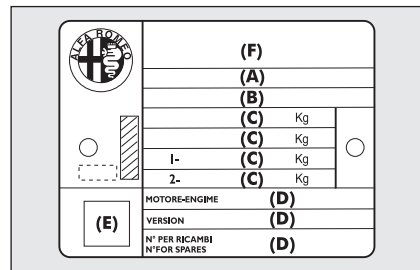 ALFA ROMEO
(F)
(A)
(B)
(C) Kg
(C) Kg
1- (C) Kg
2- (C) Kg
MOTORE-ENGINE (D)
VERSION (D)
N° PER RICAMBI
N° FOR SPARES (D)
(E)